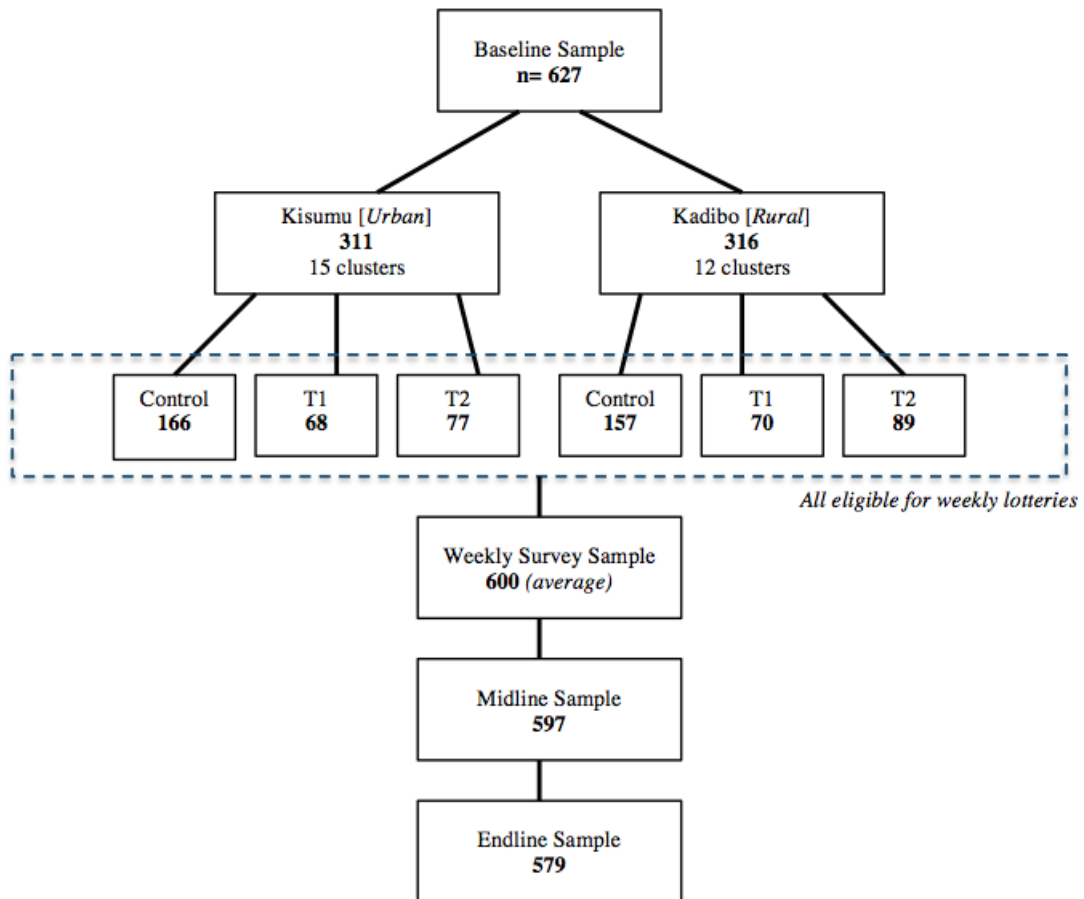 Baseline Sample
n= 627
Kisumu [Urban]
311
15 clusters
Kadibo [Rural]
316
12 clusters
Control
166
T1
68
T2
77
Control
157
T1
70
T2
89
All eligible for weekly lotteries
Weekly Survey Sample
600 (average)
Midline Sample
597
Endline Sample
579